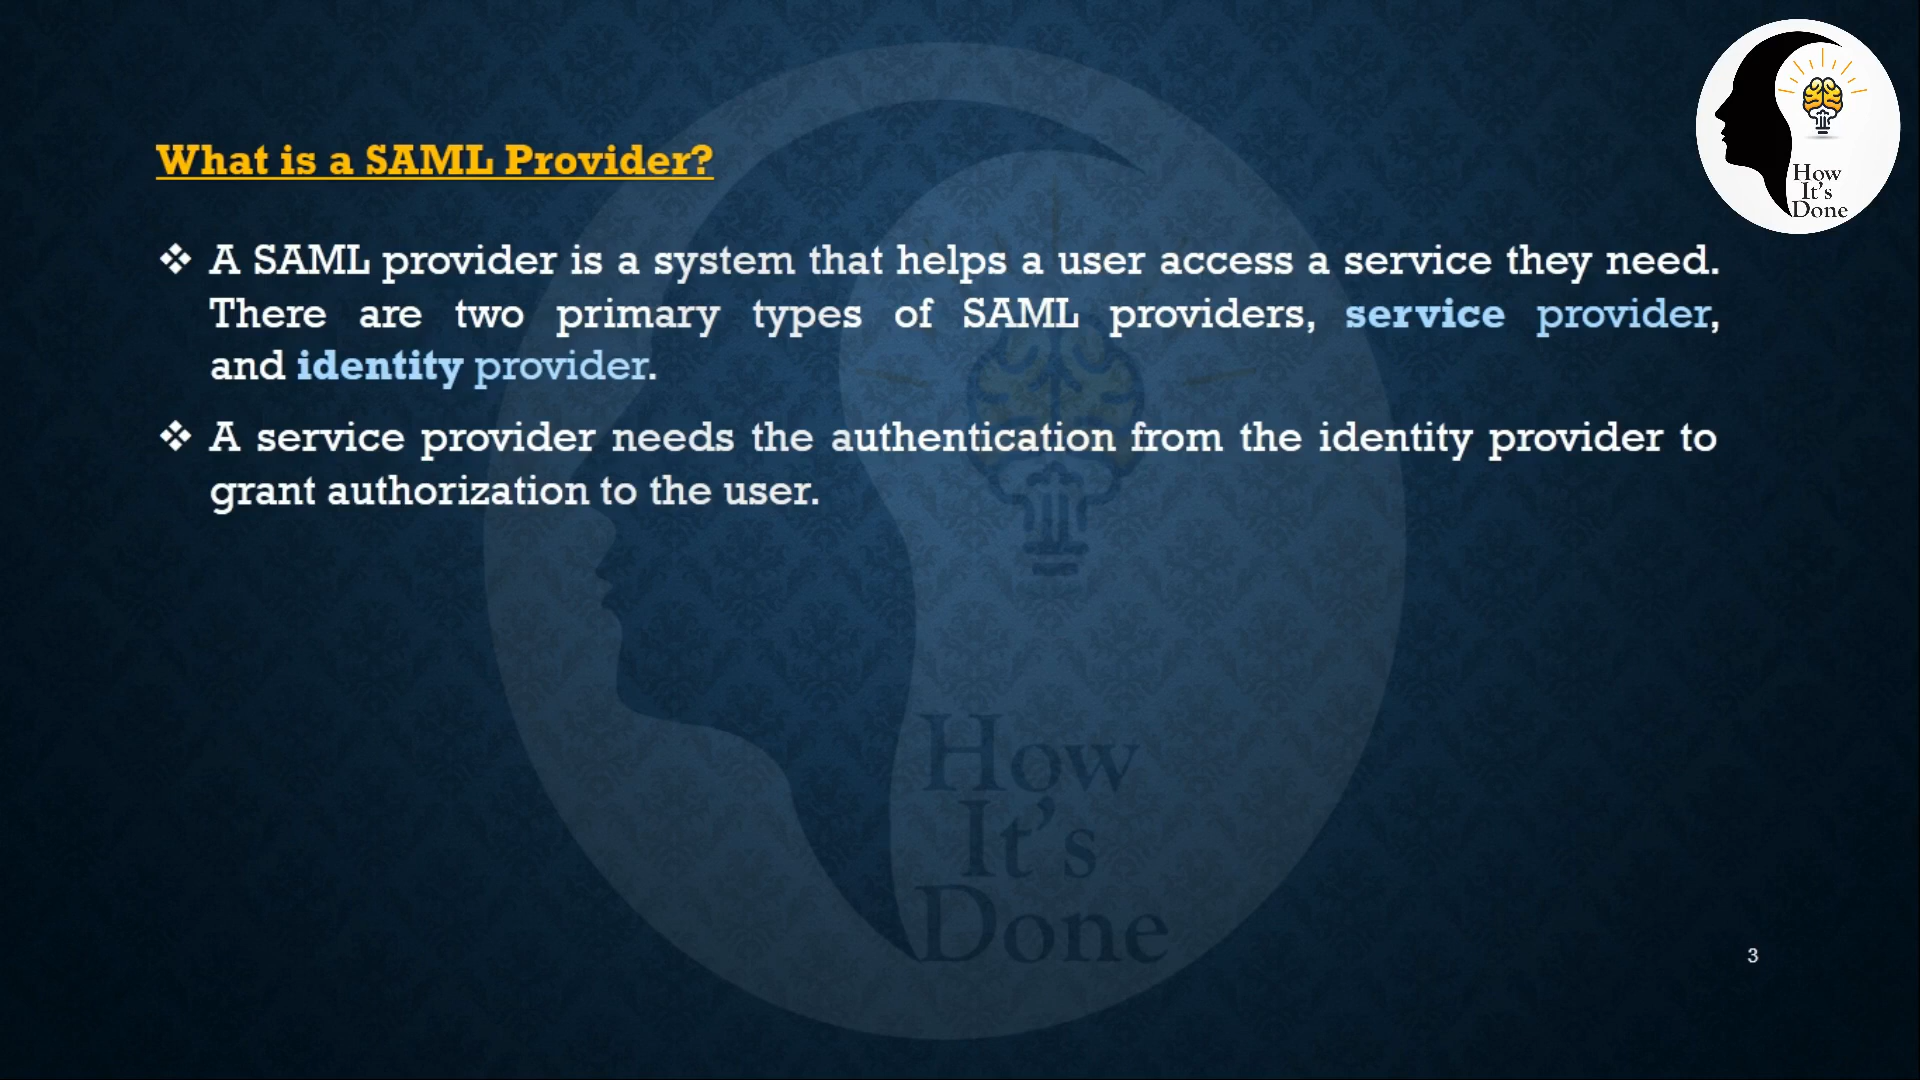 What is a SAML Provider?
❖ A SAML provider is a system that helps a user access a service they need.
There are two primary types of SAML providers, service provider,
and identity provider.
❖ A service provider needs the authentication from the identity provider to
grant authorization to the user.
How
It's
Done
How
It's
Done
3